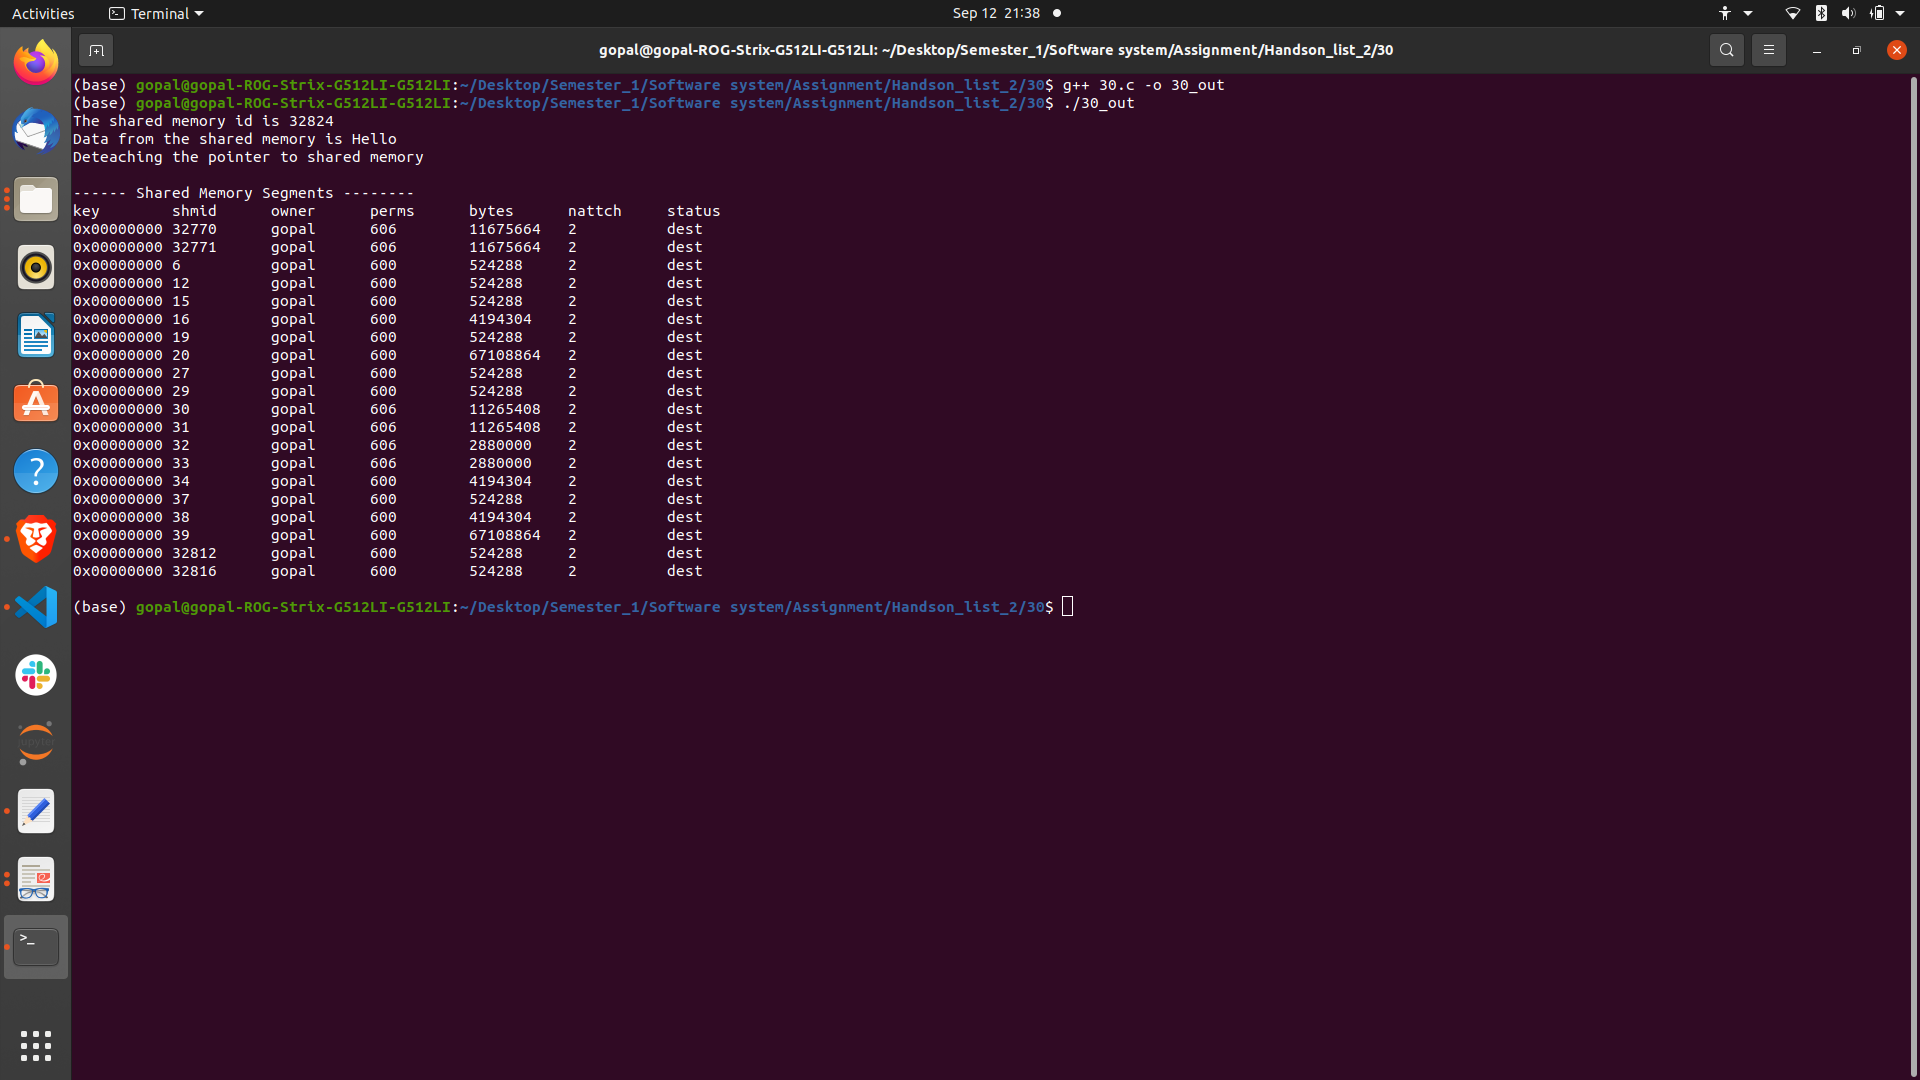 Activities
Terminal
Sep 12 21:38
gopal@gopal-ROG-Strix-G512LI-G512LI: ~/Desktop/Semester_1/Software system/Assignment/Handson_list_2/30
(base) gopal@gopal-ROG-Strix-G512LI-G512LI:~/Desktop/Semester_1/Software system/Assignment/Handson_list_2/30$ g++ 30.c -o 30_out
(base) gopal@gopal-ROG-Strix-G512LI-G512LI:~/Desktop/Semester_1/Software system/Assignment/Handson_list_2/30$ ./30_out
The shared memory id is 32824
Data from the shared memory is Hello
Deteaching the pointer to shared memory
------ Shared Memory Segments --------
key shmid owner perms bytes nattch status
0x00000000 32770 gopal 606 11675664 2 dest
0x00000000 32771 gopal 606 11675664 2 dest
0x00000000 6 gopal 600 524288 2 dest
0x00000000 12 gopal 600 524288 2 dest
0x00000000 15 gopal 600 524288 2 dest
0x00000000 16 gopal 600 4194304 2 dest
0x00000000 19 gopal 600 524288 2 dest
0x00000000 20 gopal 600 67108864 2 dest
0x00000000 27 gopal 600 524288 2 dest
0x00000000 29 gopal 600 524288 2 dest
0x00000000 30 gopal 606 11265408 2 dest
0x00000000 31 gopal 606 11265408 2 dest
0x00000000 32 gopal 606 2880000 2 dest
0x00000000 33 gopal 606 2880000 2 dest
0x00000000 34 gopal 600 4194304 2 dest
0x00000000 37 gopal 600 524288 2 dest
0x00000000 38 gopal 600 4194304 2 dest
0x00000000 39 gopal 600 67108864 2 dest
0x00000000 32812 gopal 600 524288 2 dest
0x00000000 32816 gopal 600 524288 2 dest
(base) gopal@gopal-ROG-Strix-G512LI-G512LI:~/Desktop/Semester_1/Software system/Assignment/Handson_list_2/30$